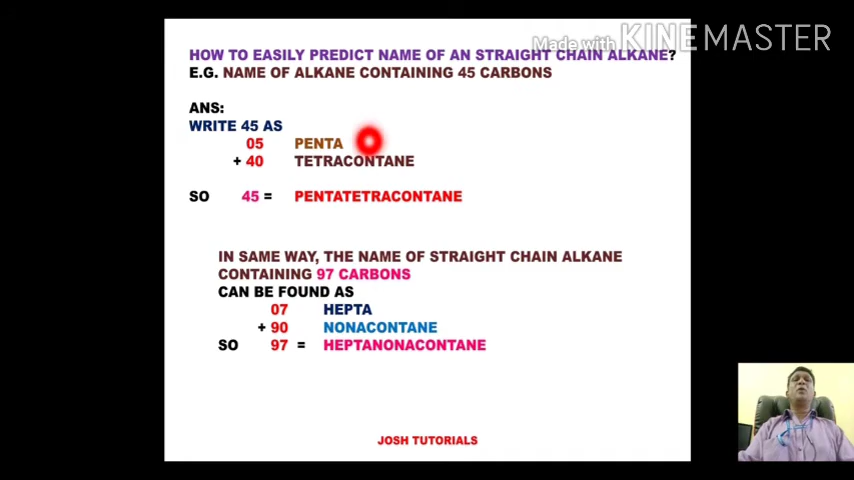 Made with KINEMASTER
HOW TO EASILY PREDICT NAME OF AN STRAIGHT CHAIN ALKANE?
E.G. NAME OF ALKANE CONTAINING 45 CARBONS
ANS:
WRITE 45 AS
05 PENTA
+ 40 TETRACONTANE
SO 45 = PENTATETRACONTANE
IN SAME WAY, THE NAME OF STRAIGHT CHAIN ALKANE
CONTAINING 97 CARBONS
CAN BE FOUND AS
07 HEPTA
+ 90 NONACONTANE
SO 97 = HEPTANONACONTANE
JOSH TUTORIALS